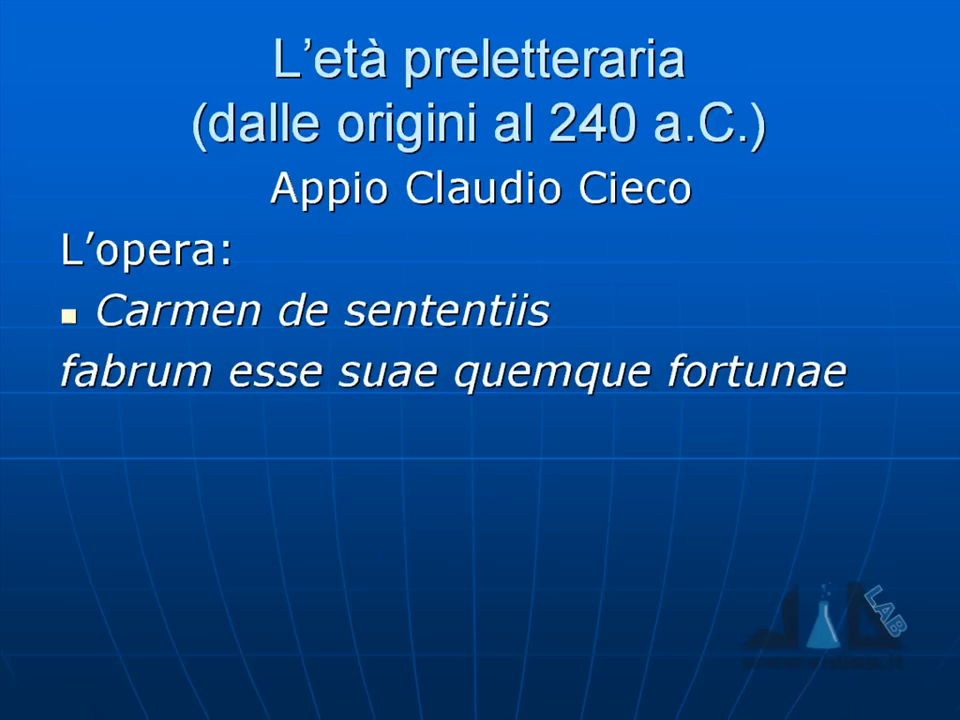 L’età preletteraria
(dalle origini al 240 a.C.)
Appio Claudio Cieco
L’opera:
Carmen de sententiis
fabrum esse suae quemque fortunae
LAB